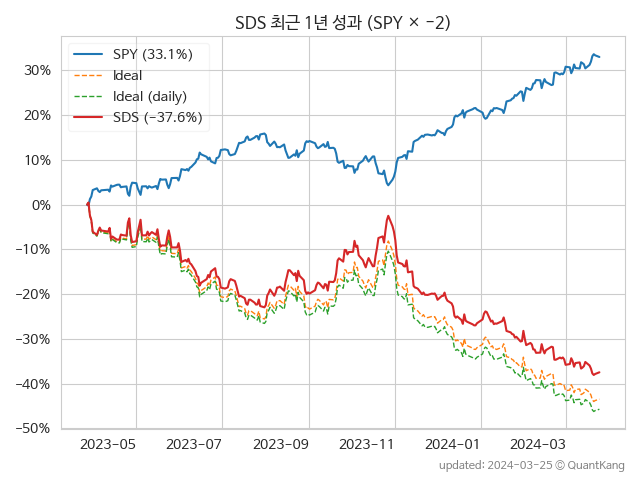 SDS 최근 1년 성과 (SPY × −2)
SPY (33.1%)
Ideal
Ideal (daily)
SDS (−37.6%)
30%
20%
10%
0%
−10%
−20%
−30%
−40%
−50%
2023-05
2023-07
2023-09
2023-11
2024-01
2024-03
updated: 2024-03-25 ⓒ QuantKang